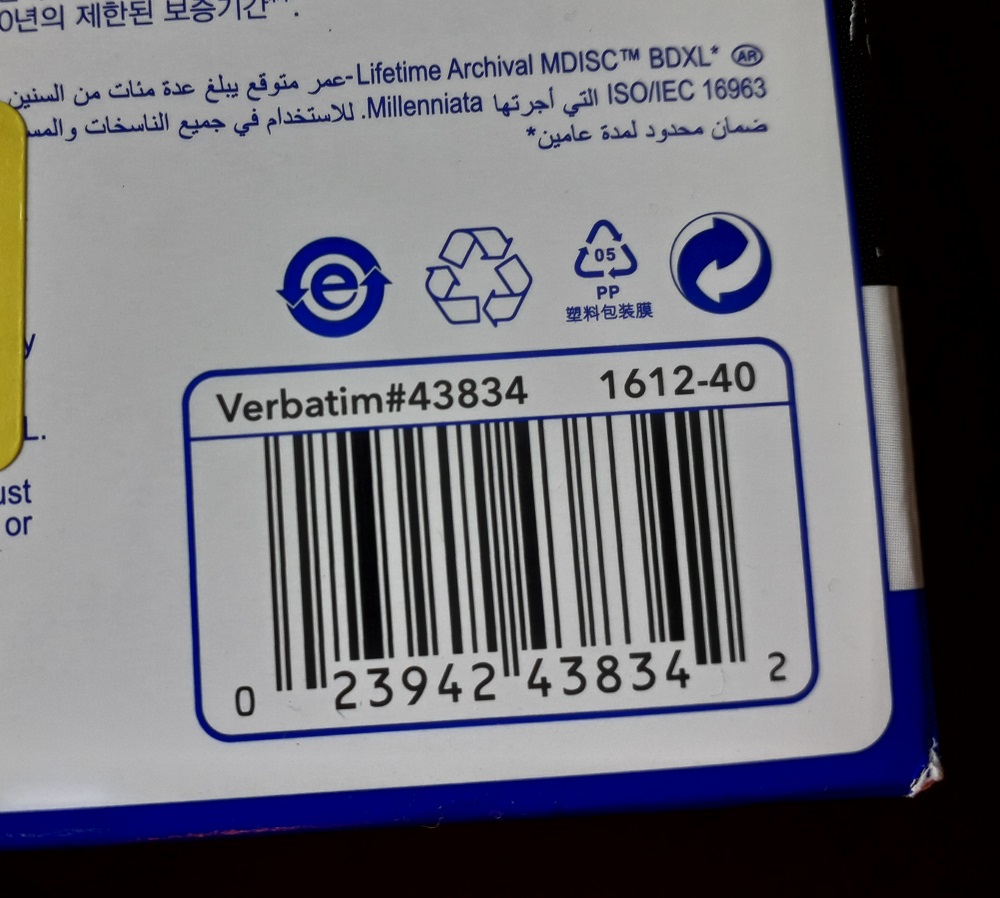 0년의 제한된 보증기간
AR Lifetime Archival MDISC™ BDXL* -عمر متوقع يبلغ عدة مئات من السنين
ISO/IEC 16963 التي أجرتها Millenniata. للاستخدام في جميع الناسخات
ضمان محدود لمدة عامين*
y
L.
ust
or
e
05
PP
塑料包装膜
Verbatim#43834 1612-40
0 23942 43834 2